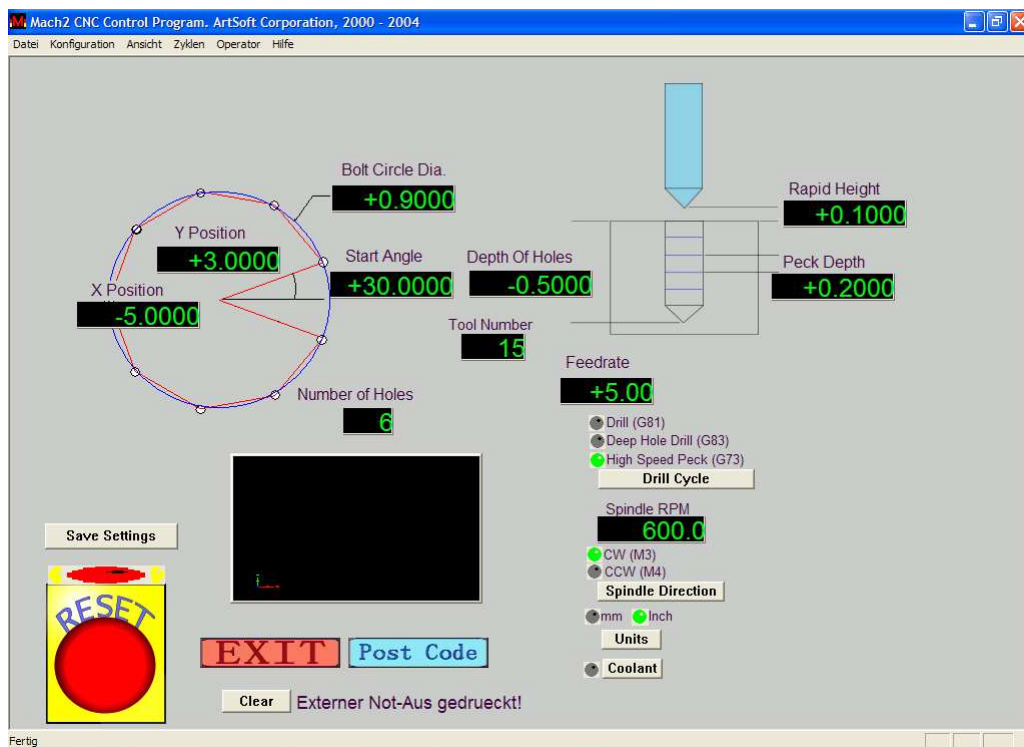 Mach2 CNC Control Program. ArtSoft Corporation, 2000 - 2004
Datei Konfiguration Ansicht Zyklen Operator Hilfe
Bolt Circle Dia.
+0.9000
Rapid Height
+0.1000
Y Position
+3.0000
Start Angle
+30.0000
Depth Of Holes
-0.5000
Peck Depth
+0.2000
X Position
-5.0000
Tool Number
15
Feedrate
+5.00
Number of Holes
6
Drill (G81)
Deep Hole Drill (G83)
High Speed Peck (G73)
Drill Cycle
Spindle RPM
600.0
Save Settings
CW (M3)
CCW (M4)
Spindle Direction
RESET
mm Inch
Units
EXIT Post Code
Coolant
Clear Externer Not-Aus gedrueckt!
Fertig